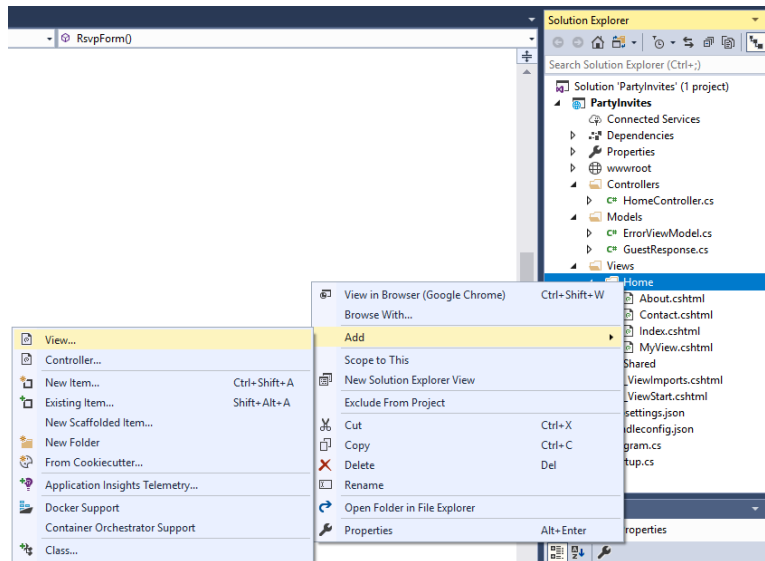 RsvpForm()
Solution Explorer
Search Solution Explorer (Ctrl+;)
Solution 'PartyInvites' (1 project)
PartyInvites
Connected Services
Dependencies
Properties
wwwroot
Controllers
C# HomeController.cs
Models
C# ErrorViewModel.cs
C# GuestResponse.cs
Views
Home
About.cshtml
Contact.cshtml
Index.cshtml
MyView.cshtml
Shared
_ViewImports.cshtml
_ViewStart.cshtml
settings.json
dleconfig.json
gram.cs
tup.cs
roperties
View in Browser (Google Chrome) Ctrl+Shift+W
Browse With...
Add
Scope to This
New Solution Explorer View
Exclude From Project
Cut Ctrl+X
Copy Ctrl+C
Delete Del
Rename
Open Folder in File Explorer
Properties Alt+Enter
View...
Controller...
New Item... Ctrl+Shift+A
Existing Item... Shift+Alt+A
New Scaffolded Item...
New Folder
From Cookiecutter...
Application Insights Telemetry...
Docker Support
Container Orchestrator Support
Class...